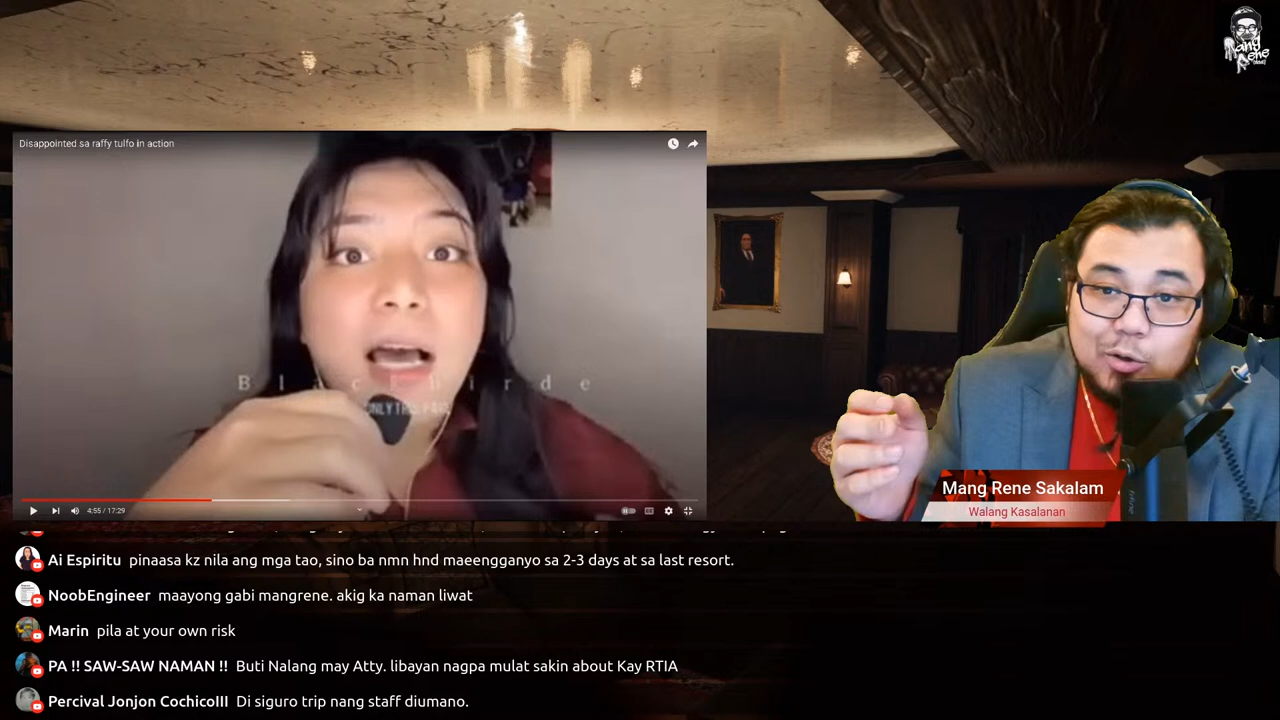 Mang Rene
Disappointed sa raffy tulfo in action
Blackbirde
4:55 / 17:29
Mang Rene Sakalam
Walang Kasalanan
Ai Espiritu pinaasa kz nila ang mga tao, sino ba nmn hnd maeengganyo sa 2-3 days at sa last resort.
NoobEngineer maayong gabi mangrene. akig ka naman liwat
Marin pila at your own risk
PA !! SAW-SAW NAMAN !! Buti Nalang may Atty. libayan nagpa mulat sakin about Kay RTIA
Percival Jonjon CochicoIII Di siguro trip nang staff diumano.